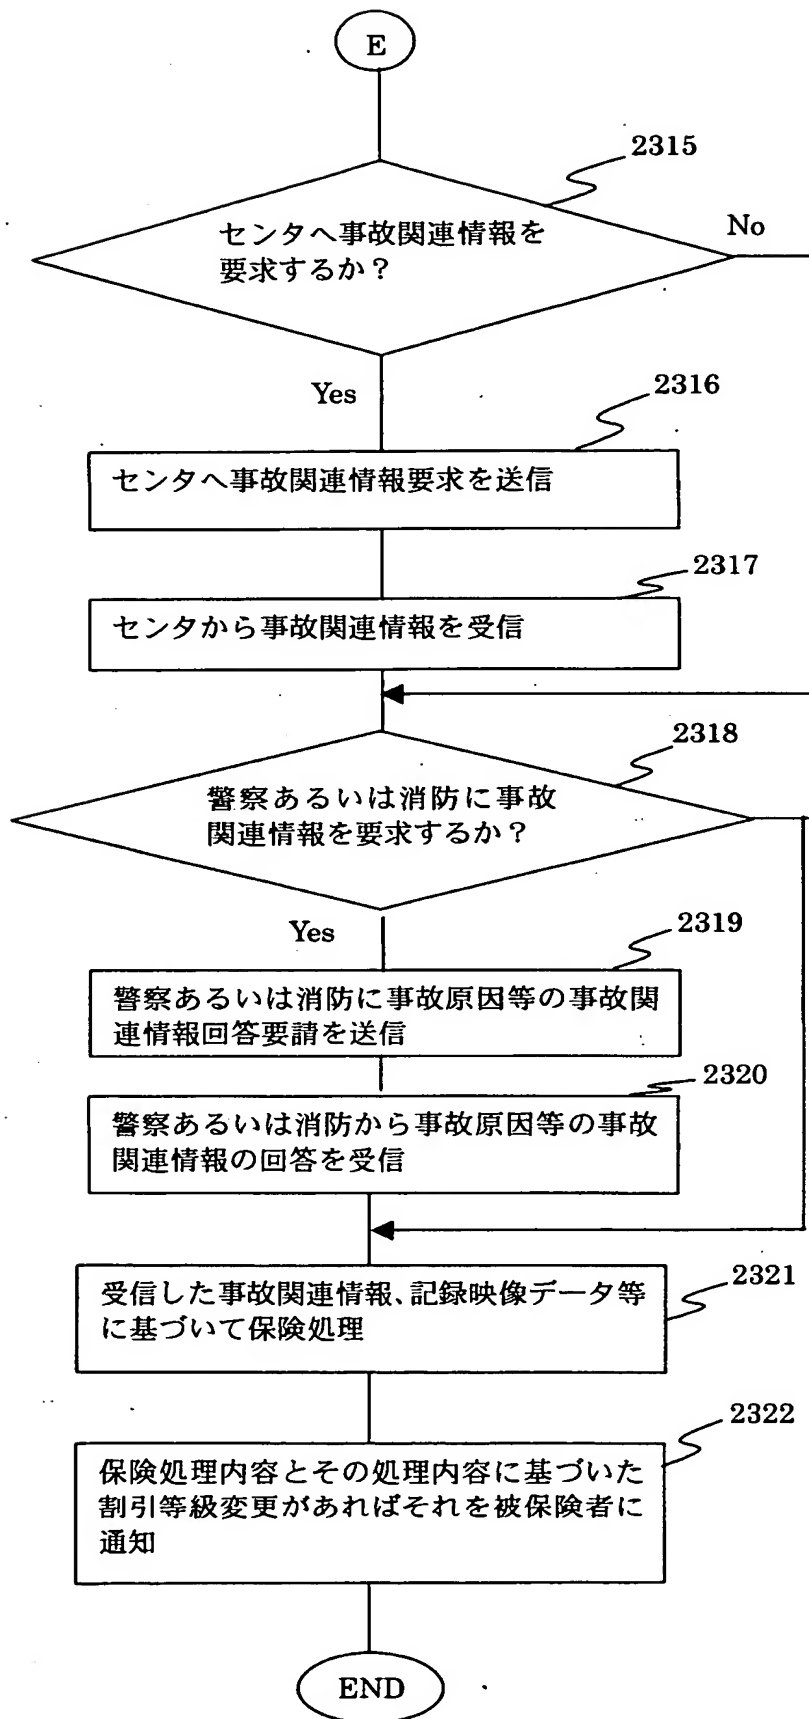 E
2315
センタへ事故関連情報を
要求するか？
No
Yes
2316
センタへ事故関連情報要求を送信
2317
センタから事故関連情報を受信
2318
警察あるいは消防に事故
関連情報を要求するか？
Yes
2319
警察あるいは消防に事故原因等の事故関
連情報回答要請を送信
2320
警察あるいは消防から事故原因等の事故
関連情報の回答を受信
2321
受信した事故関連情報、記録映像データ等
に基づいて保険処理
2322
保険処理内容とその処理内容に基づいた
割引等級変更があればそれを被保険者に
通知
END